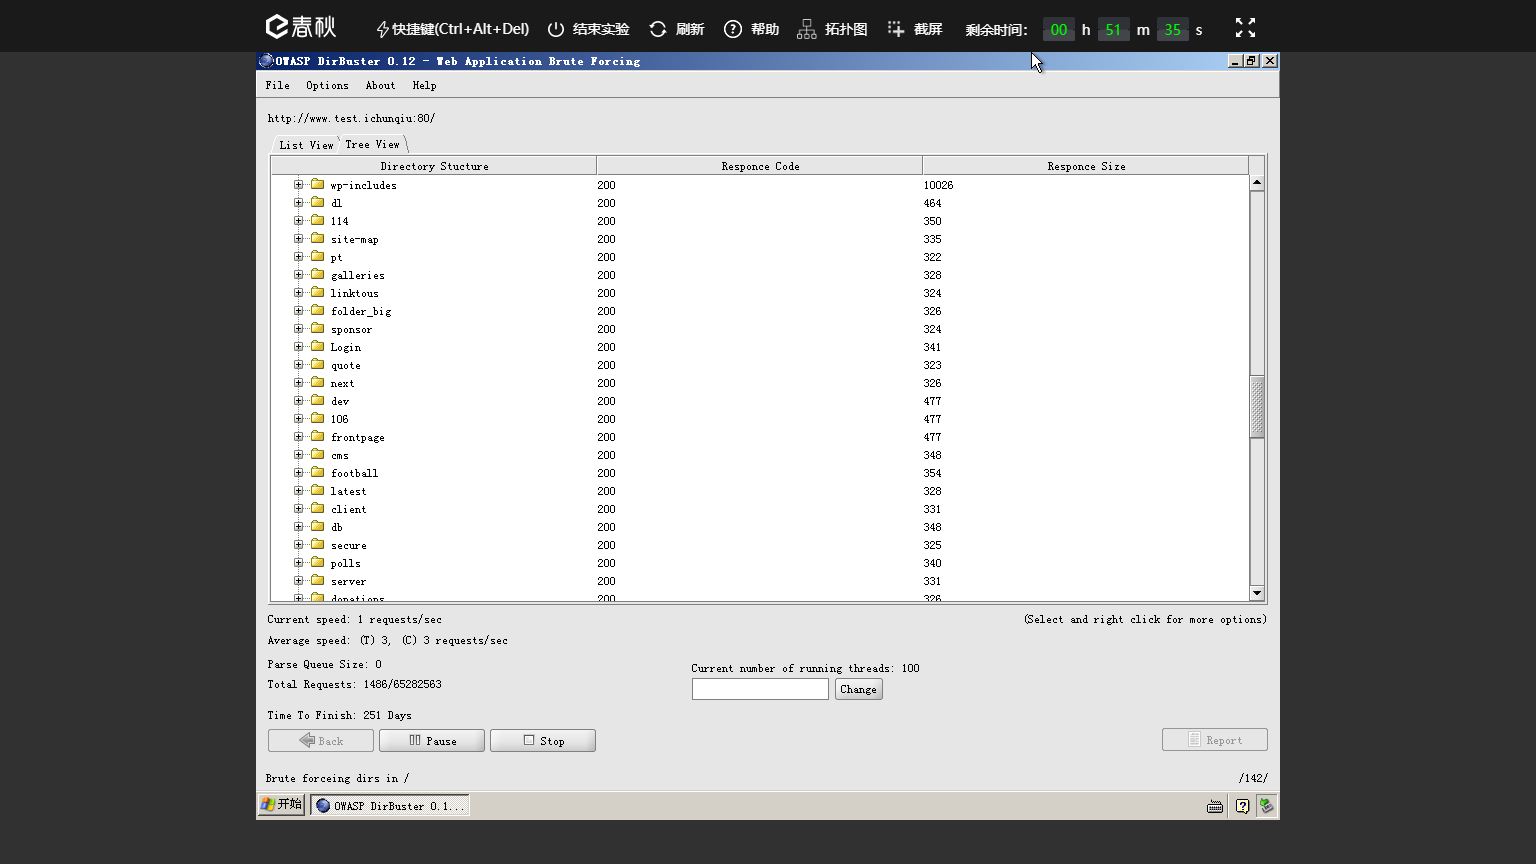 春秋 快捷键(Ctrl+Alt+Del) 结束实验 刷新 帮助 拓扑图 截屏 剩余时间: 00 h 51 m 35 s
OWASP DirBuster 0.12 - Web Application Brute Forcing
File Options About Help
http://www.test.ichunqiu:80/
List View Tree View
Directory Stucture Responce Code Responce Size
wp-includes 200 10026
dl 200 464
114 200 350
site-map 200 335
pt 200 322
galleries 200 328
linktous 200 324
folder_big 200 326
sponsor 200 324
Login 200 341
quote 200 323
next 200 326
dev 200 477
106 200 477
frontpage 200 477
cms 200 348
football 200 354
latest 200 328
client 200 331
db 200 348
secure 200 325
polls 200 340
server 200 331
donations 200 326
Current speed: 1 requests/sec (Select and right click for more options)
Average speed: (T) 3, (C) 3 requests/sec
Parse Queue Size: 0 Current number of running threads: 100
Total Requests: 1486/65282563 Change
Time To Finish: 251 Days
Back Pause Stop Report
Brute forceing dirs in / /142/
开始 OWASP DirBuster 0.1...